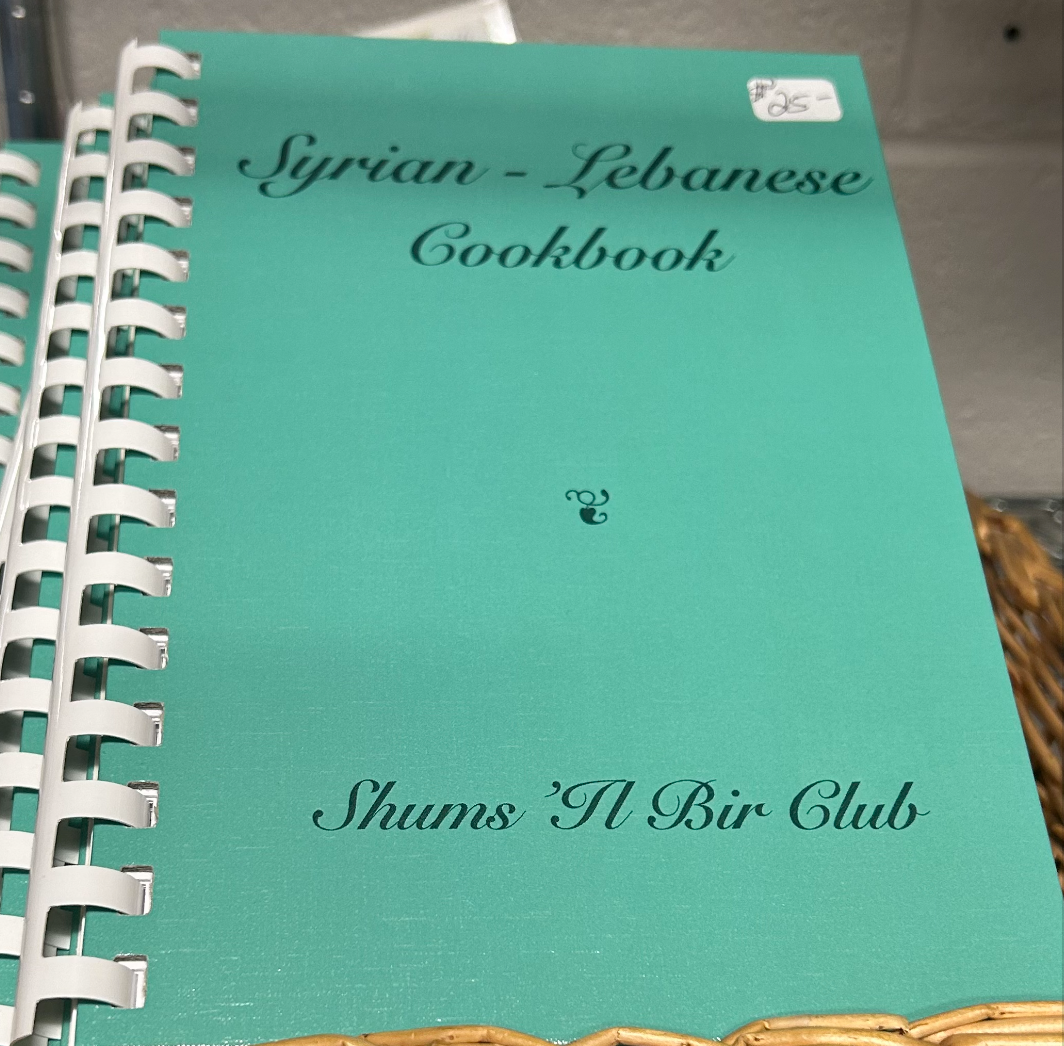 $25-
Syrian - Lebanese
Cookbook
Shums 'Il Bir Club